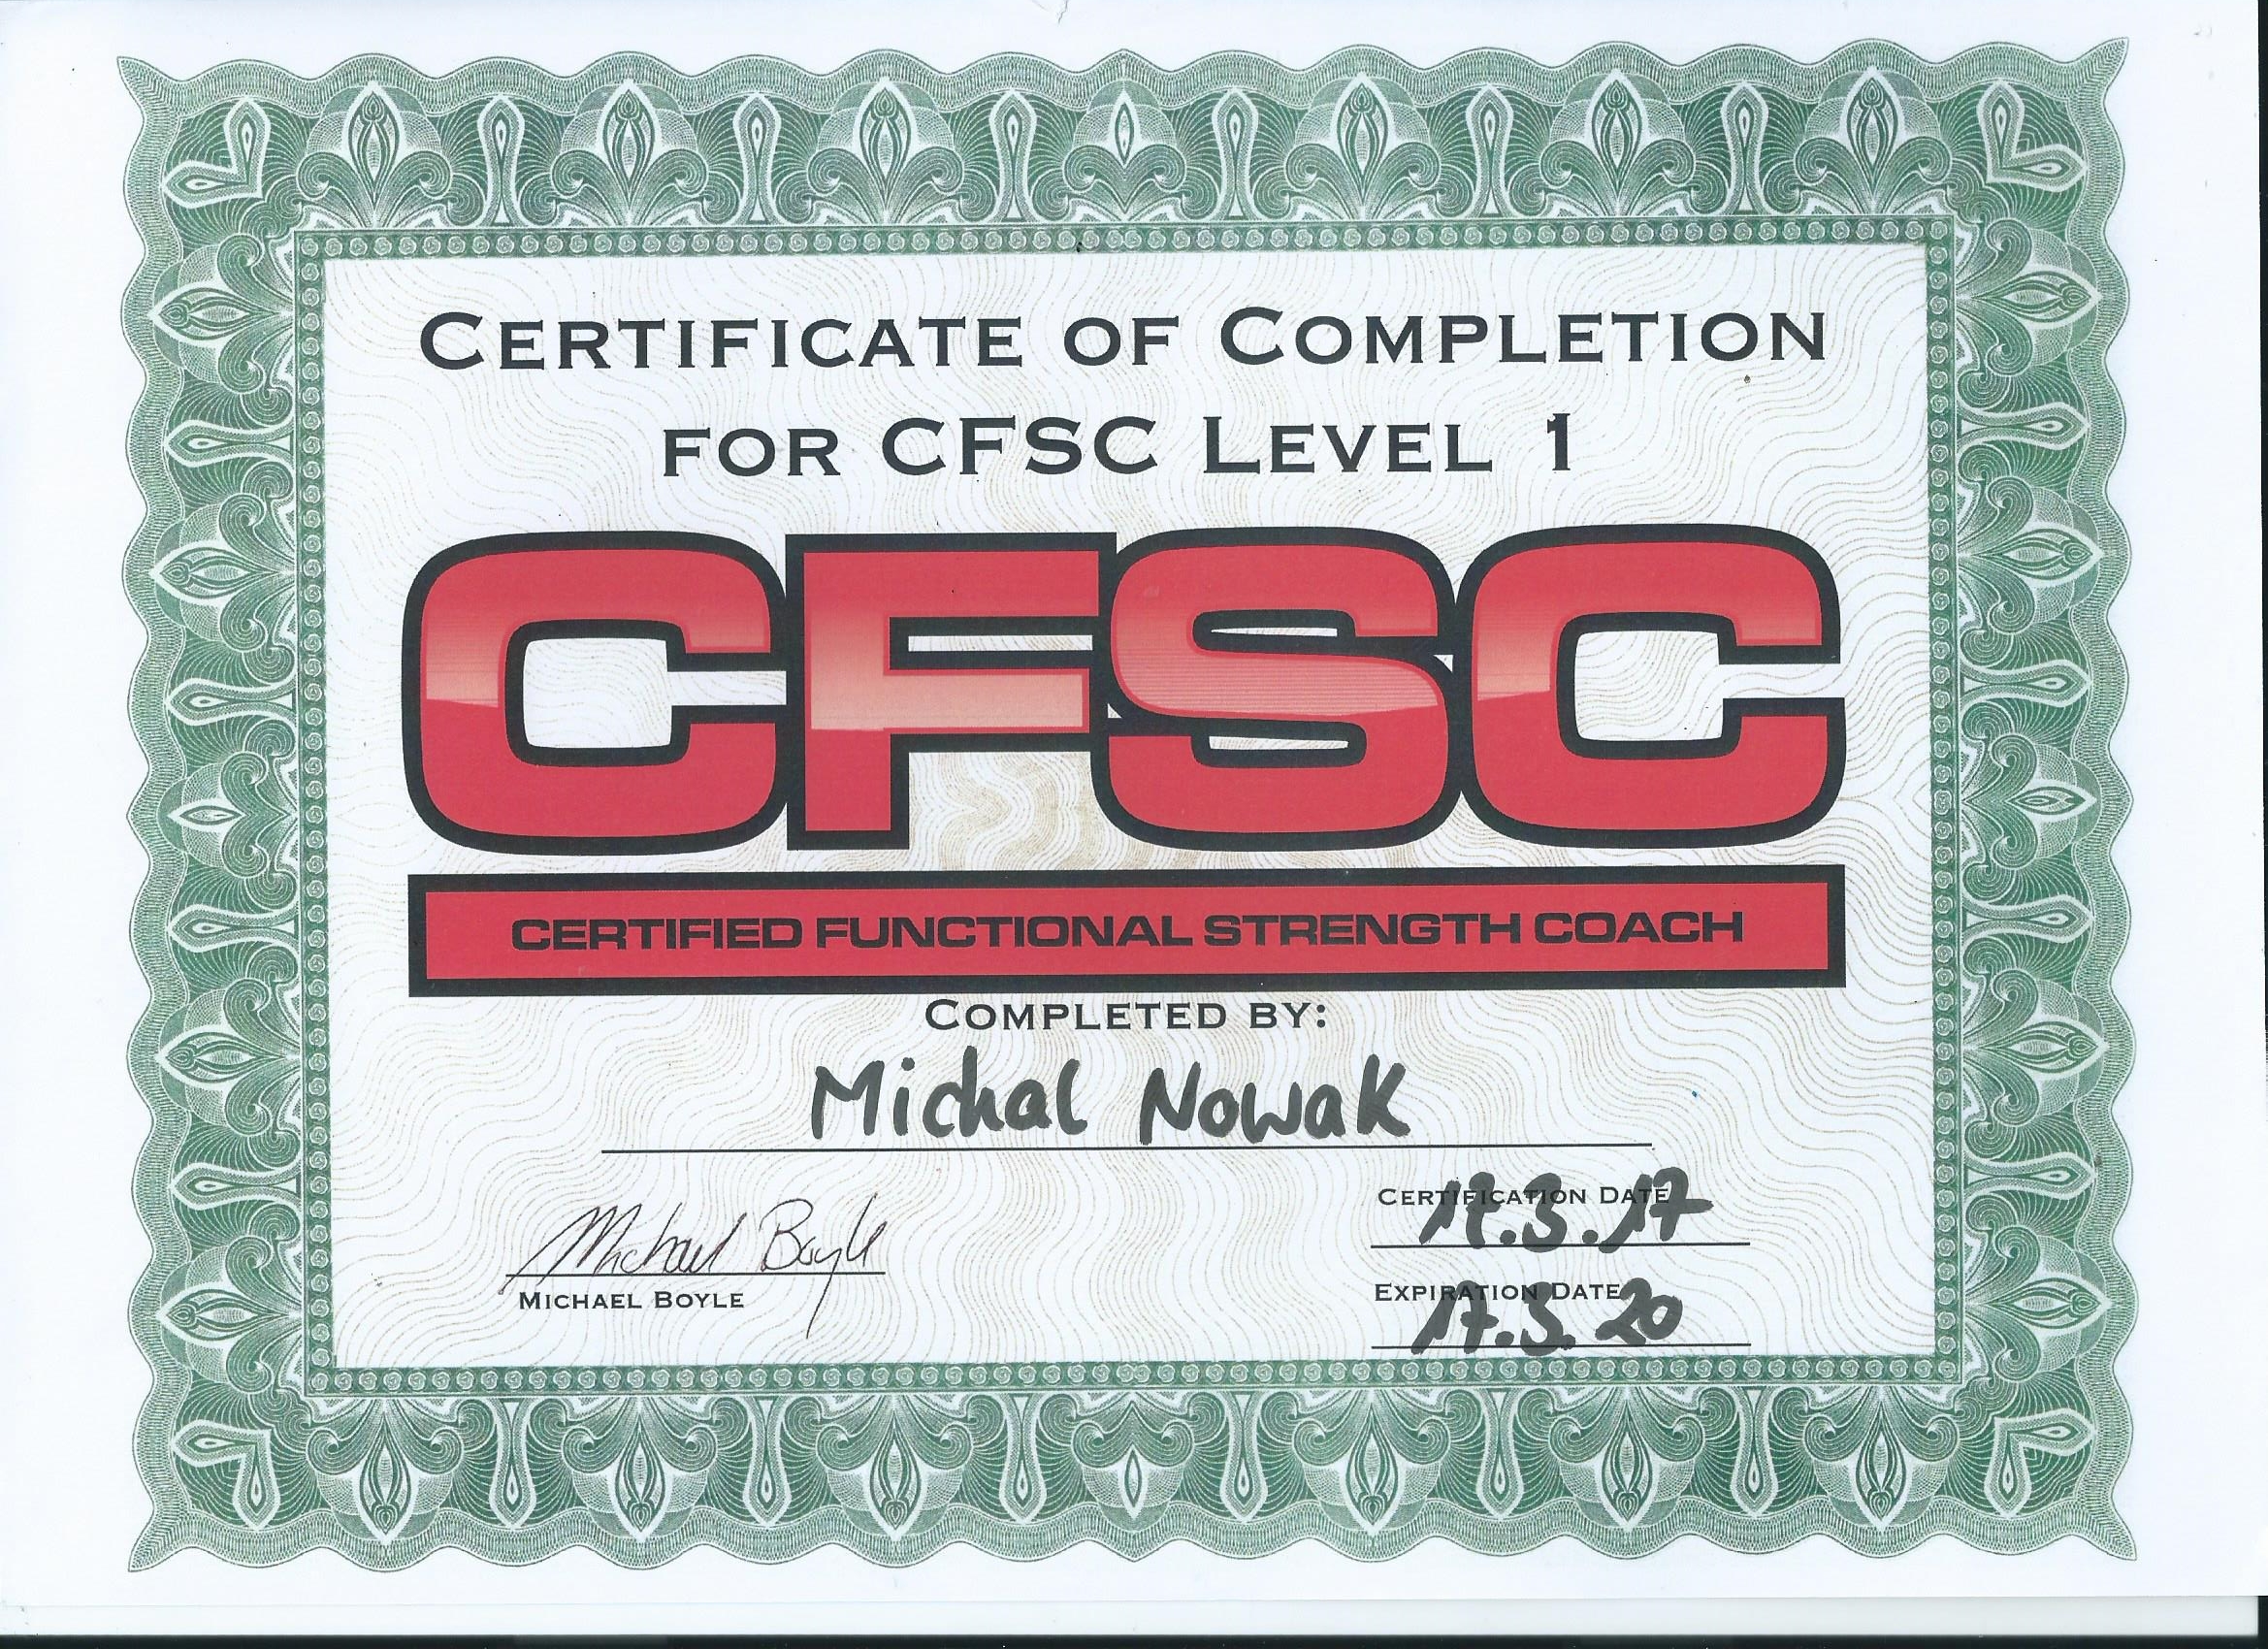 CERTIFICATE OF COMPLETION
FOR CFSC LEVEL 1
CFSC
CERTIFIED FUNCTIONAL STRENGTH COACH
COMPLETED BY:
Michal Nowak
CERTIFICATION DATE
17.3.17
Michael Boyle
MICHAEL BOYLE
EXPIRATION DATE
17.3.20